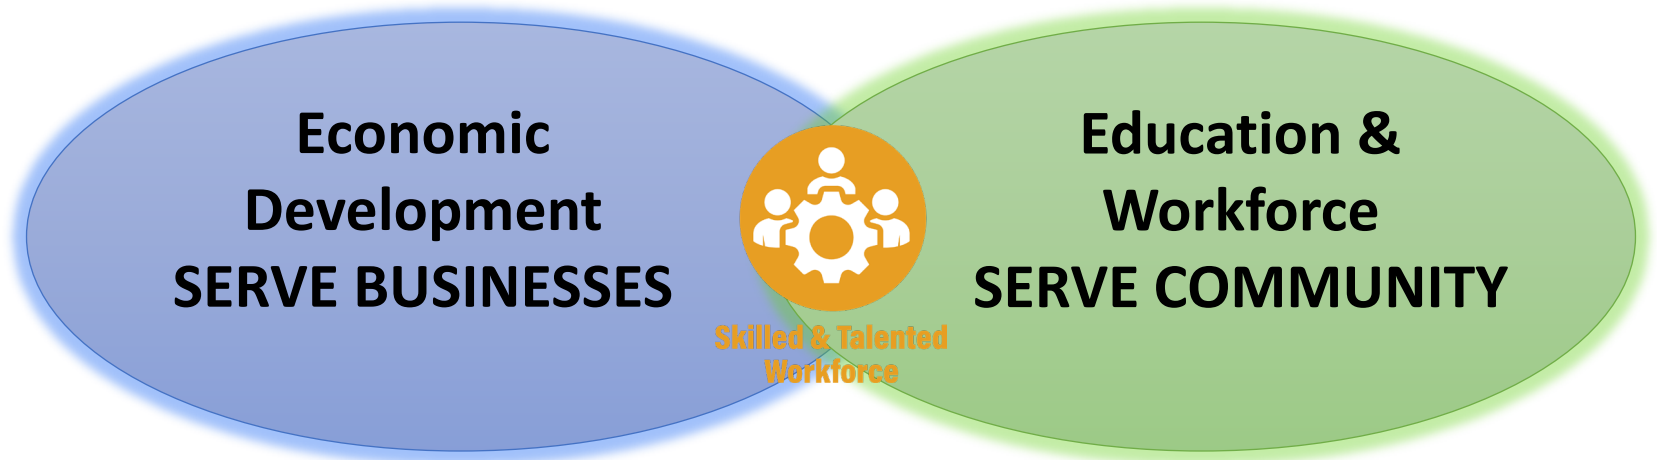 Economic
Development
SERVE BUSINESSES
Skilled & Talented
Workforce
Education &
Workforce
SERVE COMMUNITY